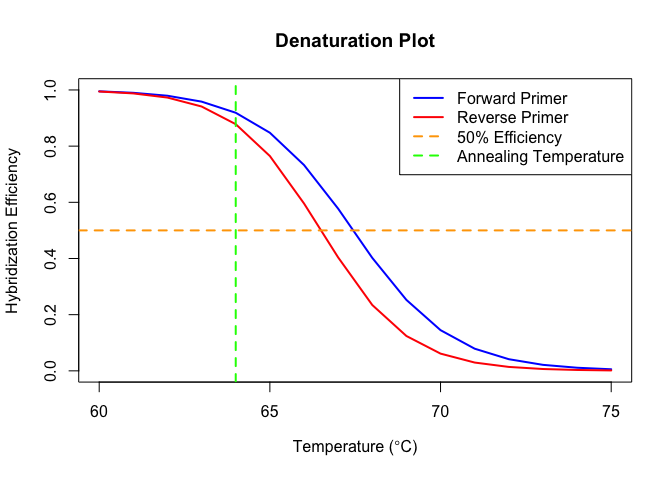 Denaturation Plot
Forward Primer
Reverse Primer
50% Efficiency
Annealing Temperature
Hybridization Efficiency
1.0
0.8
0.6
0.4
0.2
0.0
60 65 70 75
Temperature (°C)